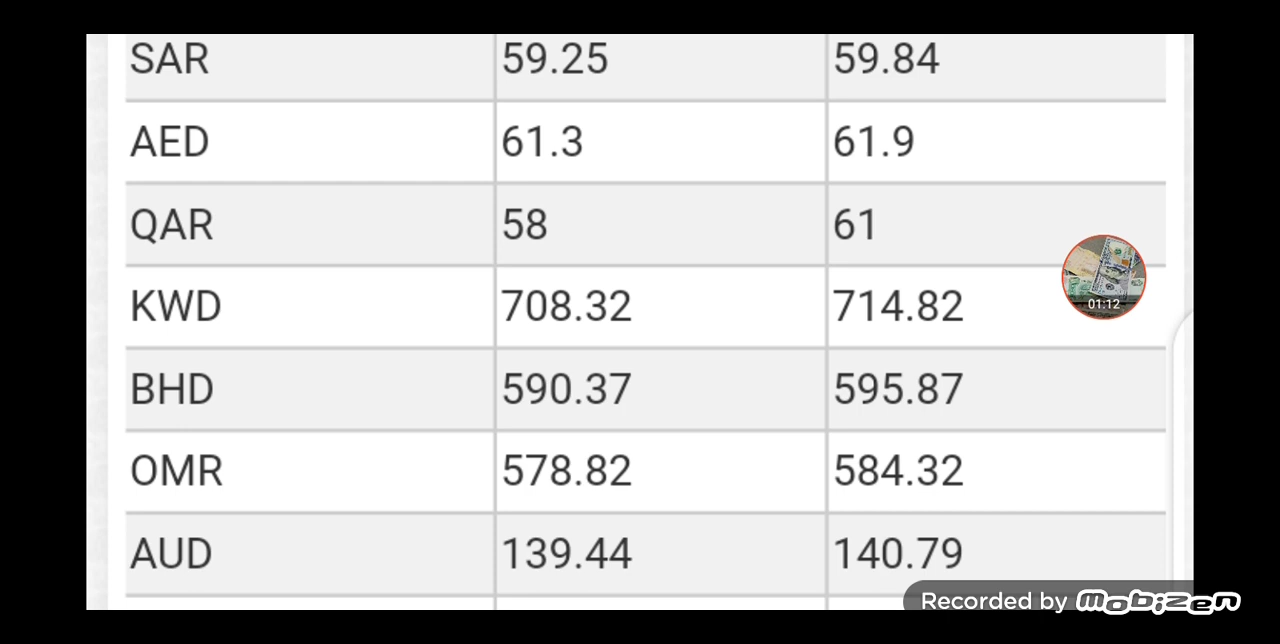 SAR 59.25 59.84
AED 61.3 61.9
QAR 58 61
01:12
KWD 708.32 714.82
BHD 590.37 595.87
OMR 578.82 584.32
AUD 139.44 140.79
Recorded by Mobizen